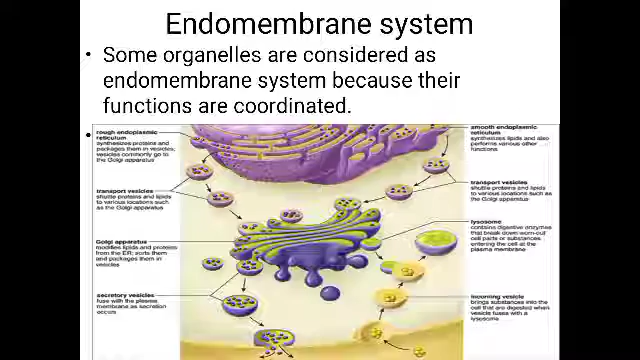 Endomembrane system
• Some organelles are considered as
endomembrane system because their
functions are coordinated.
•
rough endoplasmic
reticulum
synthesizes proteins and
packages them in vesicles;
vesicles commonly go to
the Golgi apparatus
transport vesicles
shuttle proteins and lipids
to various locations such
as the Golgi apparatus
Golgi apparatus
modifies lipids and proteins
from the ER; sorts them
and packages them in
vesicles
secretory vesicles
fuse with the plasma
membrane as secretion
occurs
smooth endoplasmic
reticulum
synthesizes lipids and also
performs various other
functions
transport vesicles
shuttle proteins and lipids
to various locations such as
the Golgi apparatus
lysosome
contains digestive enzymes
that break down worn-out
cell parts or substances
entering the cell at the
plasma membrane
incoming vesicle
brings substances into the
cell that are digested when
vesicle fuses with a
lysosome